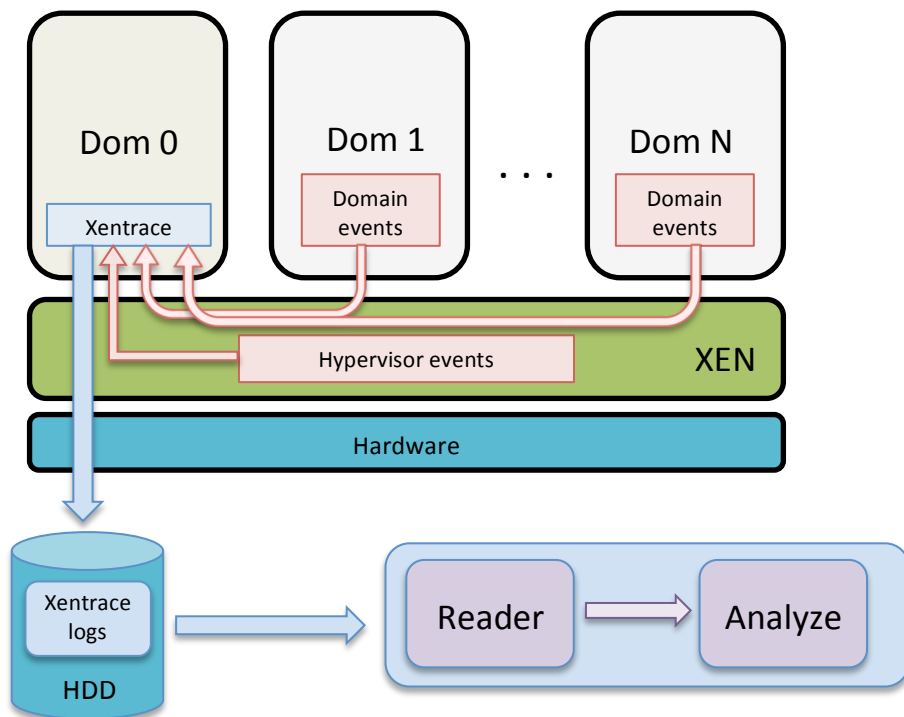 Dom 0
Dom 1
. . .
Dom N
Xentrace
Domain
events
Domain
events
Hypervisor events
XEN
Hardware
Xentrace
logs
HDD
Reader
Analyze